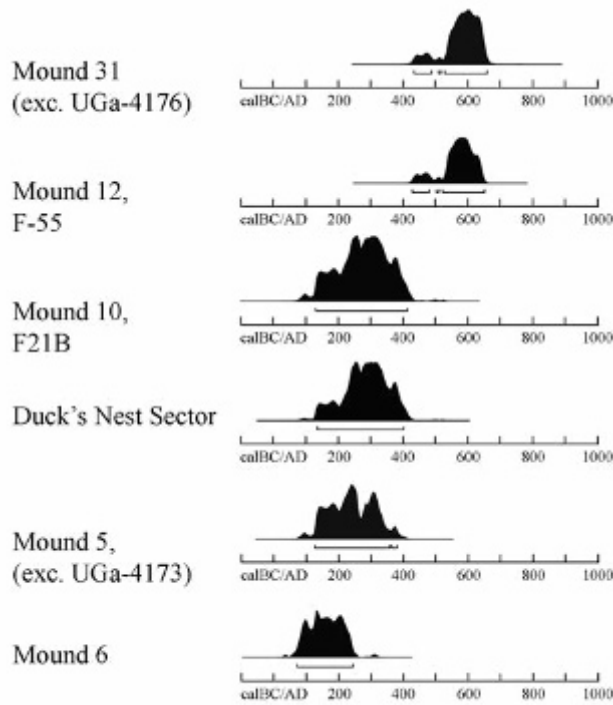 Mound 31
(exc. UGa-4176)
calBC/AD 200 400 600 800 1000
Mound 12,
F-55
calBC/AD 200 400 600 800 1000
Mound 10,
F21B
calBC/AD 200 400 600 800 1000
Duck's Nest Sector
calBC/AD 200 400 600 800 1000
Mound 5,
(exc. UGa-4173)
calBC/AD 200 400 600 800 1000
Mound 6
calBC/AD 200 400 600 800 1000